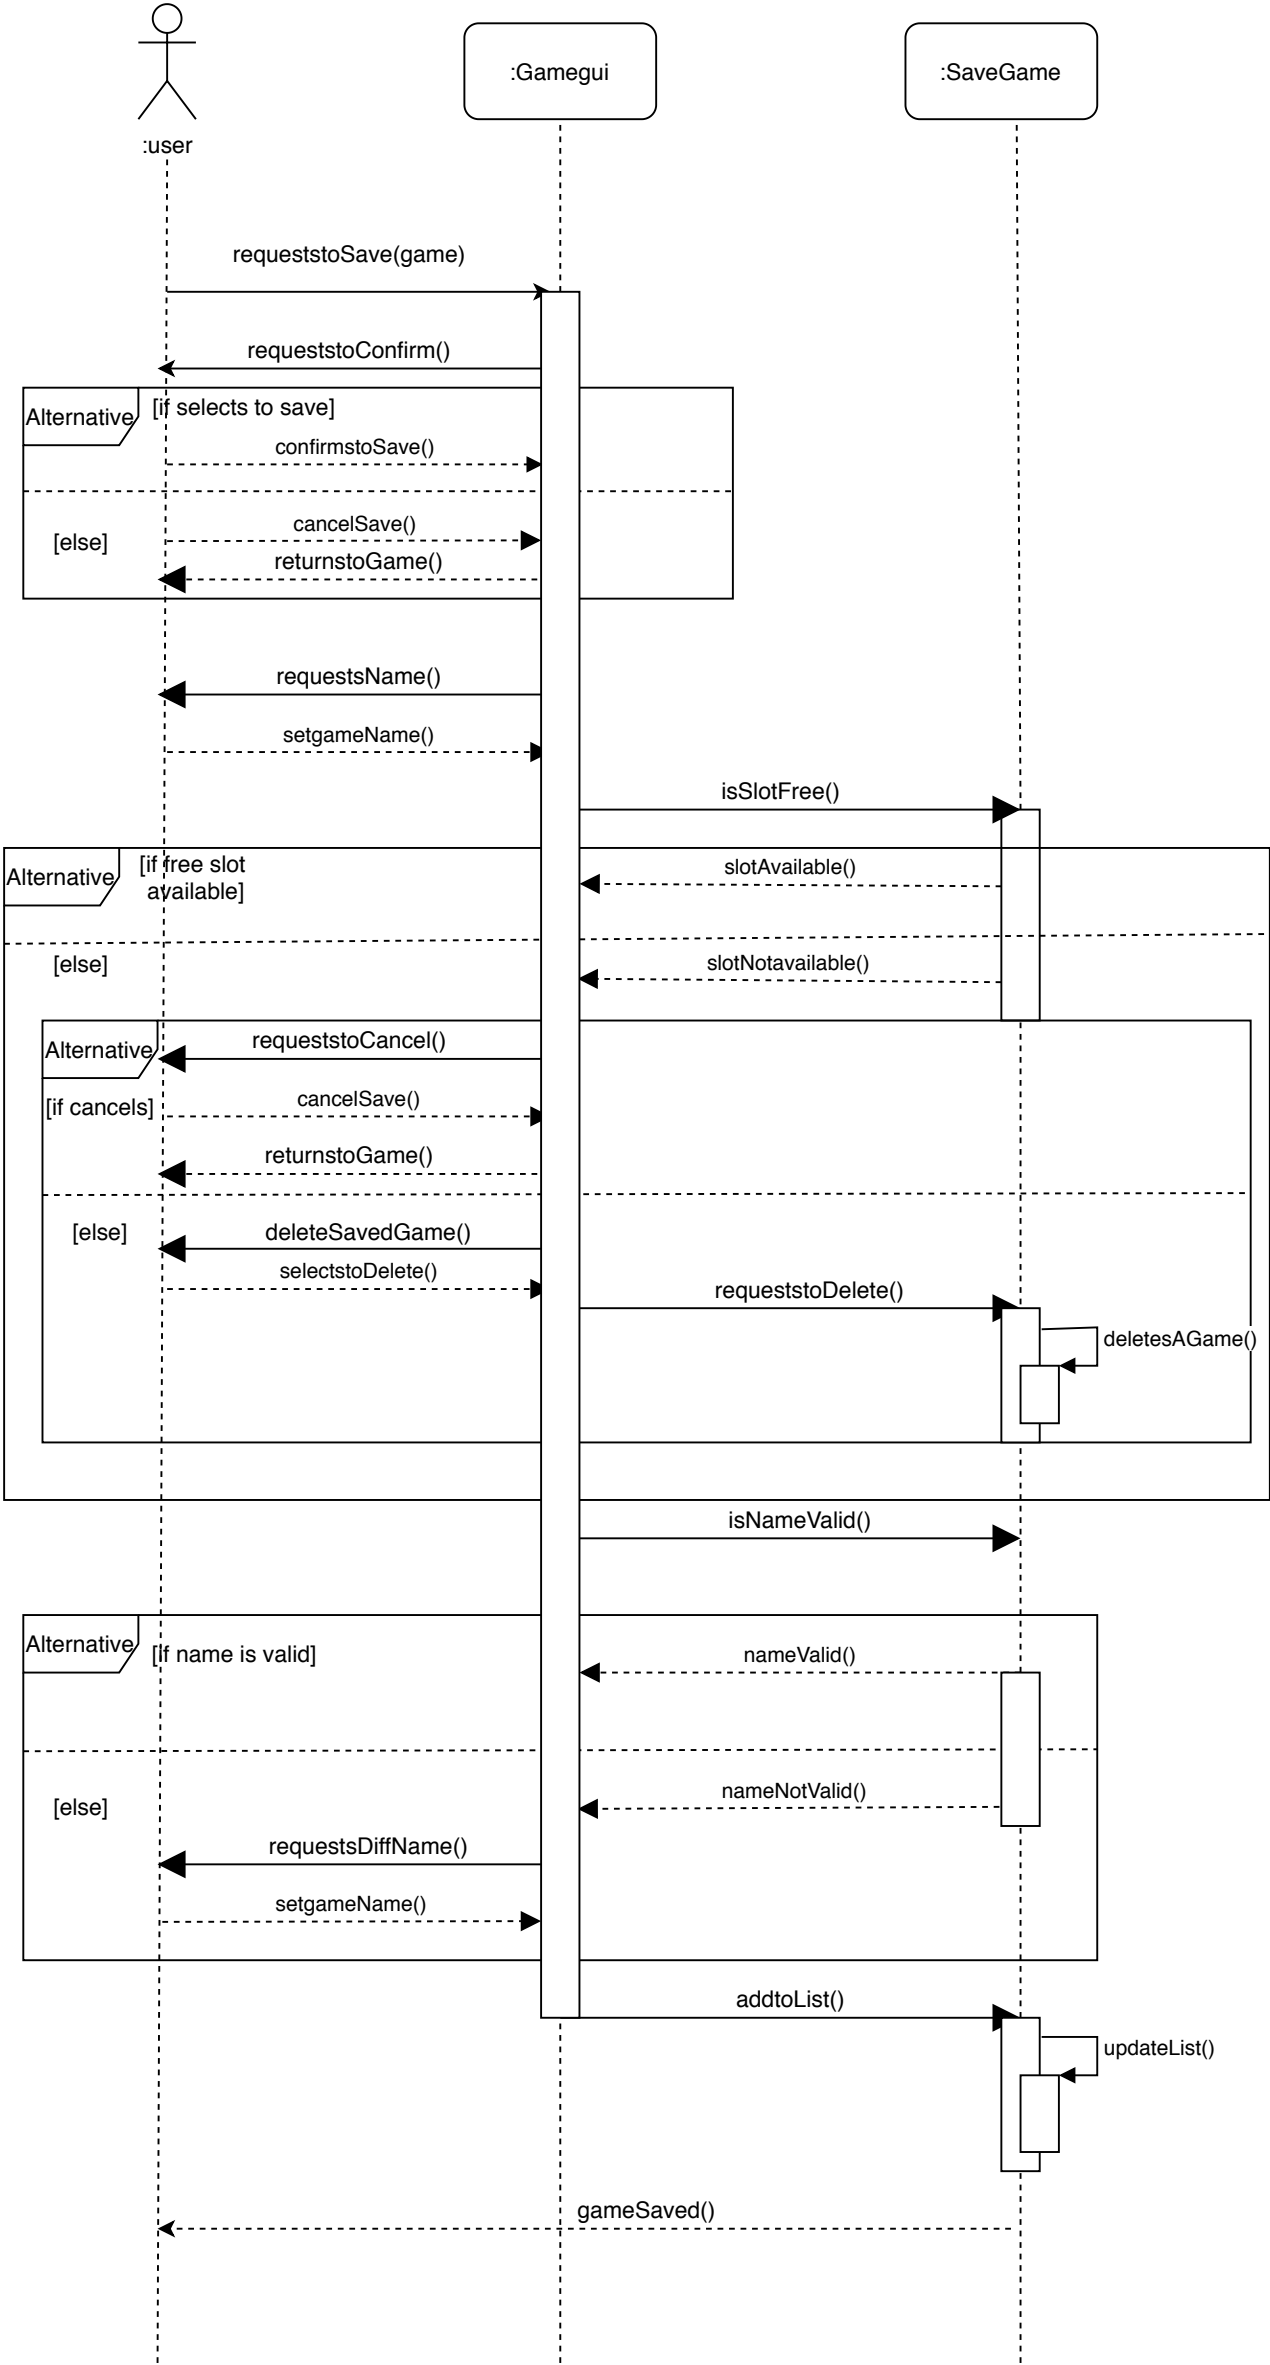 :user
:Gamegui
:SaveGame
requeststoSave(game)
requeststoConfirm()
Alternative
[if selects to save]
confirmstoSave()
[else]
cancelSave()
returnstoGame()
requestsName()
setgameName()
isSlotFree()
Alternative
[if free slot
available]
slotAvailable()
[else]
slotNotavailable()
Alternative
requeststoCancel()
[if cancels]
cancelSave()
returnstoGame()
[else]
deleteSavedGame()
selectstoDelete()
requeststoDelete()
deletesAGame()
isNameValid()
Alternative
[if name is valid]
nameValid()
[else]
nameNotValid()
requestsDiffName()
setgameName()
addtoList()
updateList()
gameSaved()